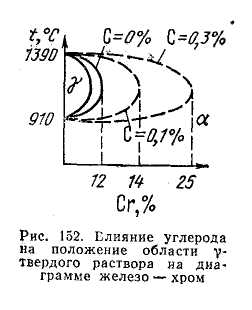 t,°C
C=0% C=0,3%
1390
γ
910
C=0,1%
α
12 14 25
Cr,%
Рис. 152. Влияние углерода
на положение области γ-
твердого раствора на диа-
грамме железо — хром